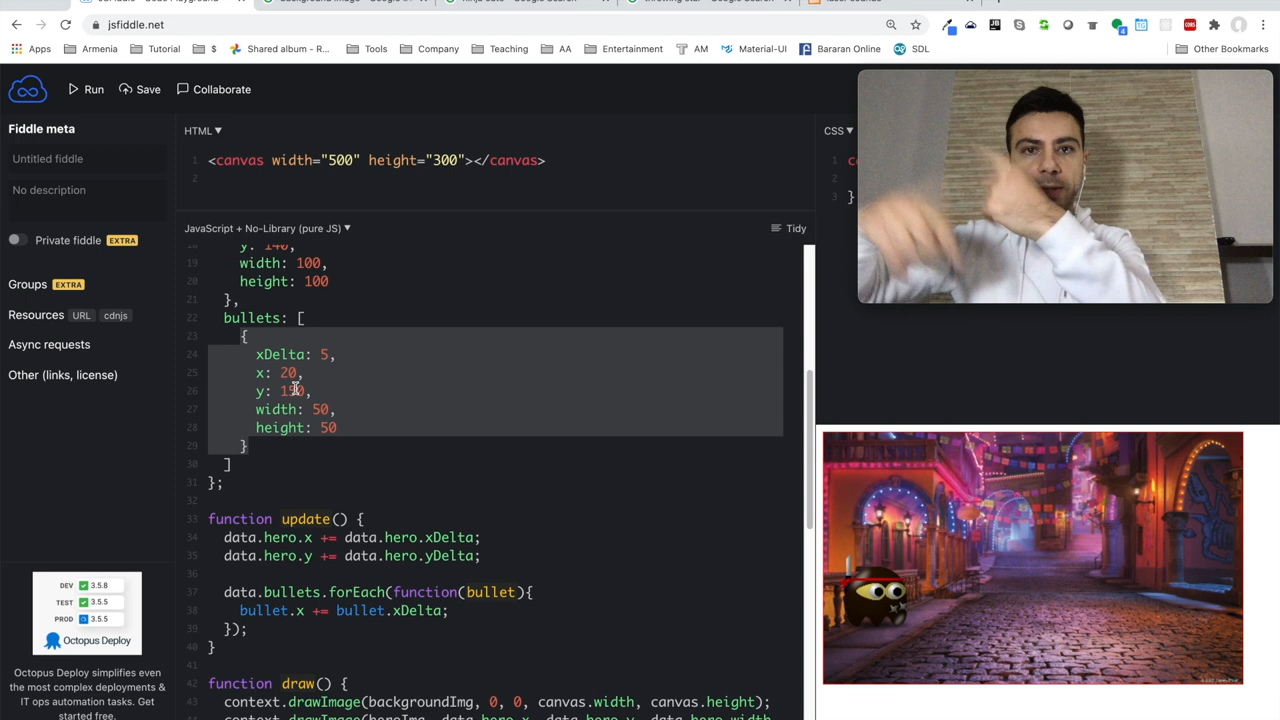 jsfiddle.net
Apps
Armenia
Tutorial
$
Shared album - R...
Tools
Company
Teaching
AA
Entertainment
AM
Material-UI
Bararan Online
SDL
Other Bookmarks
Run
Save
Collaborate
Fiddle meta
Untitled fiddle
No description
Private fiddle EXTRA
Groups EXTRA
Resources URL cdnjs
Async requests
Other (links, license)
DEV 3.5.8
TEST 3.5.5
PROD 3.5.5
Octopus Deploy
Octopus Deploy simplifies even
the most complex deployments &
IT ops automation tasks. Get
started free.
HTML ▼
1 <canvas width="500" height="300"></canvas>
2
JavaScript + No-Library (pure JS) ▼
Tidy
18 y: 140,
19 width: 100,
20 height: 100
21 },
22 bullets: [
23 {
24 xDelta: 5,
25 x: 20,
26 y: 150,
27 width: 50,
28 height: 50
29 }
30 ]
31 };
32
33 function update() {
34 data.hero.x += data.hero.xDelta;
35 data.hero.y += data.hero.yDelta;
36
37 data.bullets.forEach(function(bullet){
38 bullet.x += bullet.xDelta;
39 });
40 }
41
42 function draw() {
43 context.drawImage(backgroundImg, 0, 0, canvas.width, canvas.height);
CSS ▼
1
2
3 }